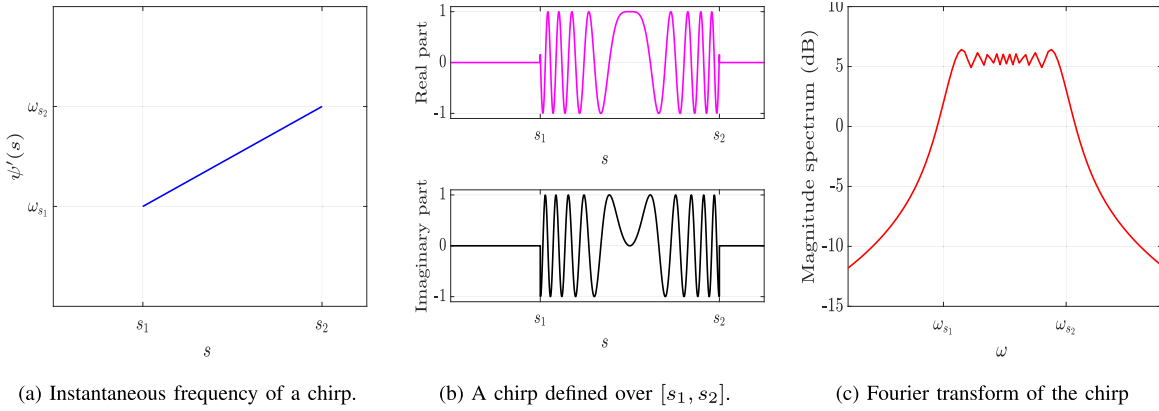 ψ′(s)
ω_{s_2}
ω_{s_1}
s_1 s_2
s
Real part
1
0
-1
s_1 s_2
s
Imaginary part
1
0
-1
s_1 s_2
s
Magnitude spectrum (dB)
10
5
0
-5
-10
-15
ω_{s_1} ω_{s_2}
ω
(a) Instantaneous frequency of a chirp.
(b) A chirp defined over [s_1, s_2].
(c) Fourier transform of the chirp